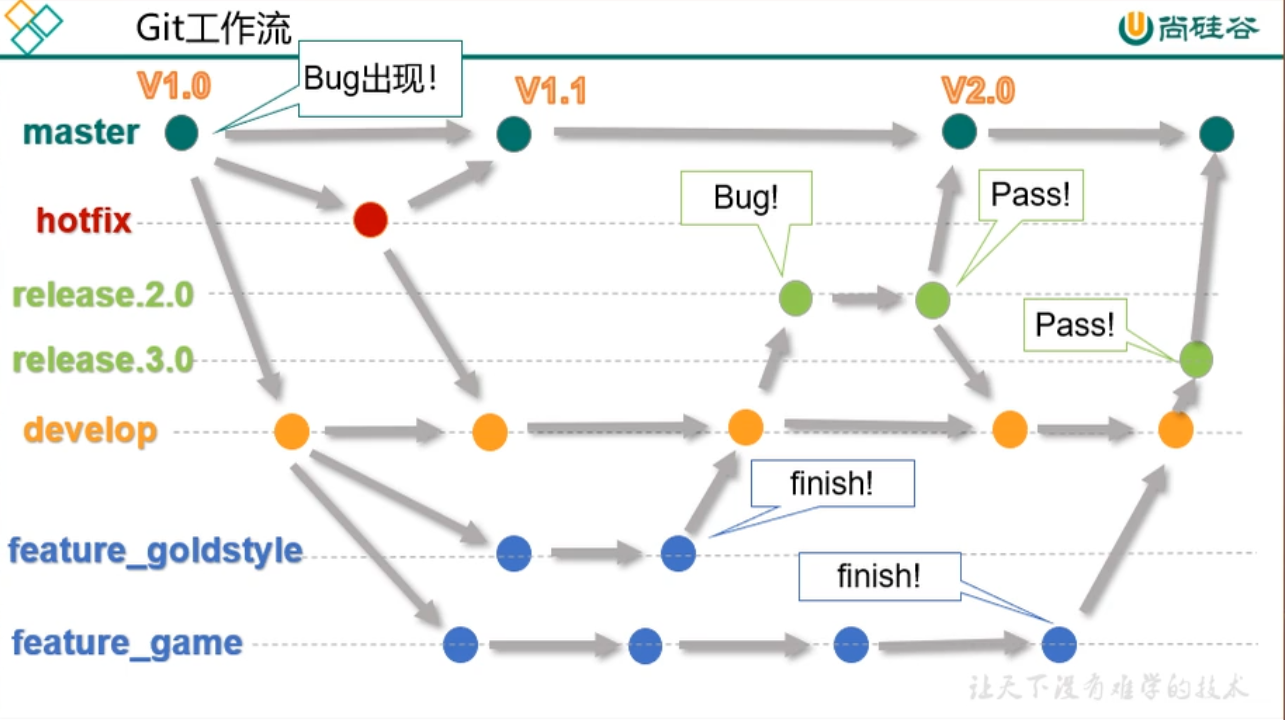 Git工作流
尚硅谷
Bug出现！
V1.0
V1.1
V2.0
master
Bug!
Pass!
hotfix
release.2.0
Pass!
release.3.0
develop
finish!
feature_goldstyle
finish!
feature_game
让天下没有难学的技术